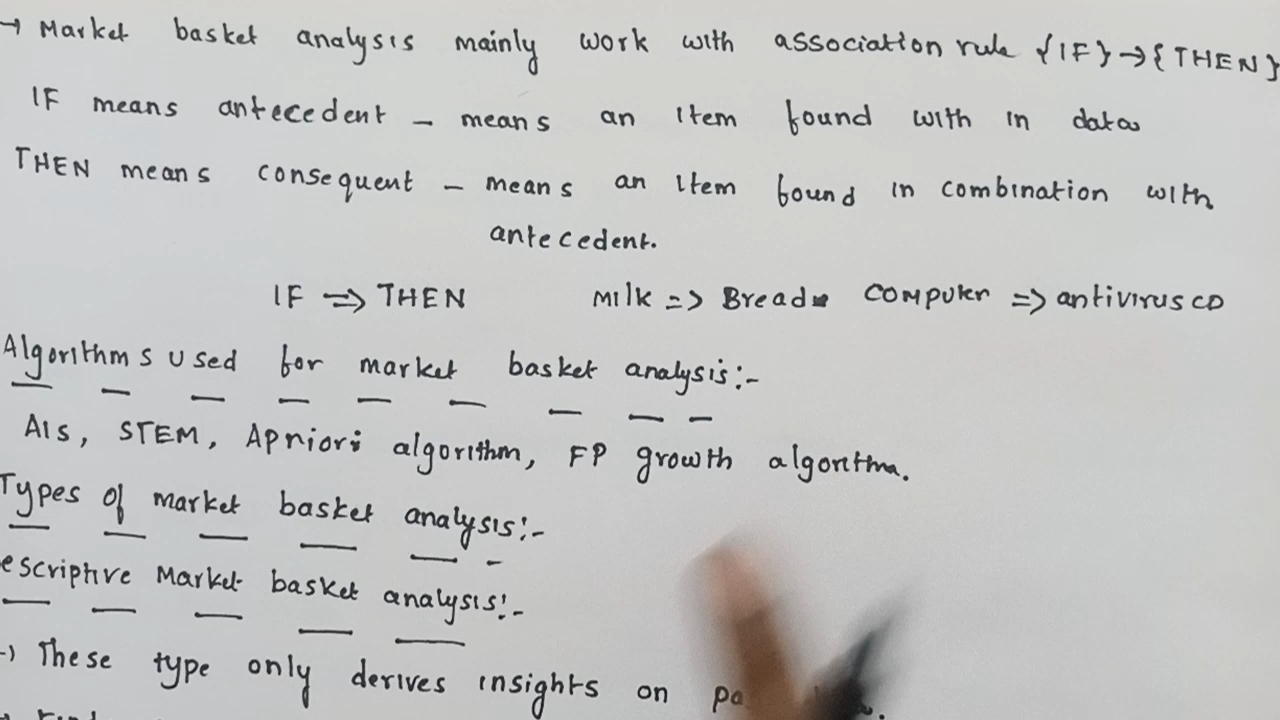 → Market basket analysis mainly work with association rule {IF}→{THEN}
IF means antecedent - means an item found with in data
THEN means consequent - means an item found in combination with
antecedent.
IF => THEN Milk => Bread COMPUter => antivirus CD
Algorithms used for market basket analysis:-
AIS, STEM, Apriori algorithm, FP growth algorithm.
Types of market basket analysis:-
escriptive Market basket analysis:-
→ These type only derives insights on